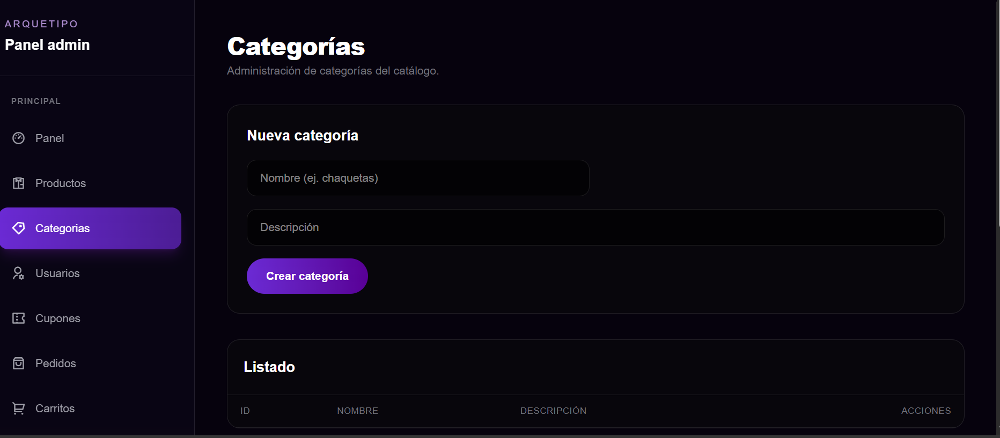 ARQUETIPO
Panel admin
PRINCIPAL
Panel
Productos
Categorias
Usuarios
Cupones
Pedidos
Carritos
Categorías
Administración de categorías del catálogo.
Nueva categoría
Nombre (ej. chaquetas)
Descripción
Crear categoría
Listado
ID NOMBRE DESCRIPCIÓN ACCIONES